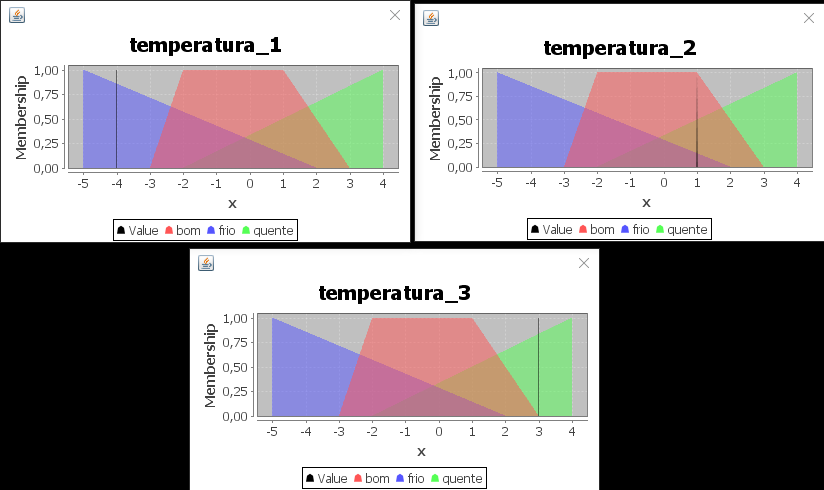 temperatura_1
Membership
1,00
0,75
0,50
0,25
0,00
-5 -4 -3 -2 -1 0 1 2 3 4
x
Value bom frio quente
temperatura_2
Membership
1,00
0,75
0,50
0,25
0,00
-5 -4 -3 -2 -1 0 1 2 3 4
x
Value bom frio quente
temperatura_3
Membership
1,00
0,75
0,50
0,25
0,00
-5 -4 -3 -2 -1 0 1 2 3 4
x
Value bom frio quente